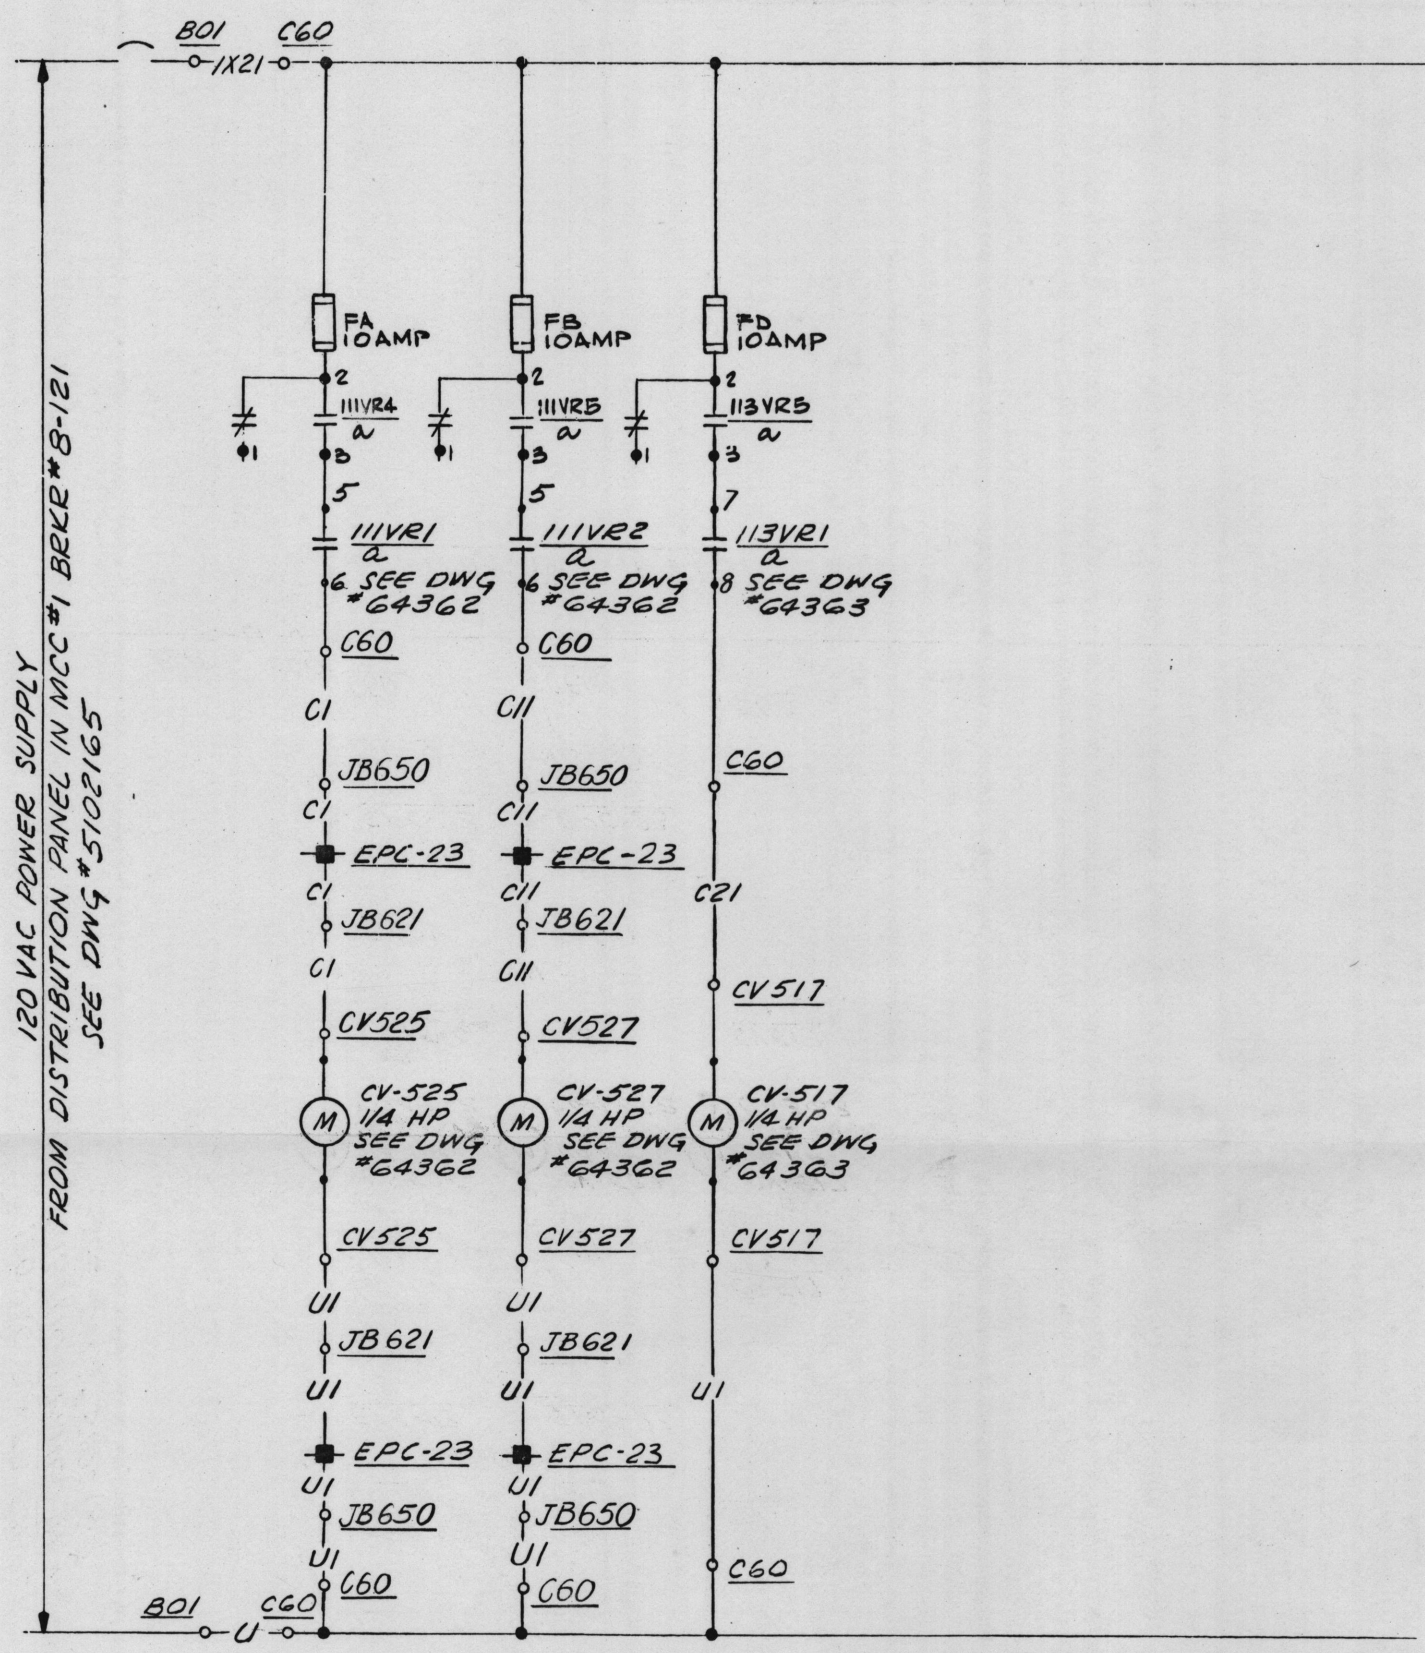 B01 C60
1X21
120 VAC POWER SUPPLY
FROM DISTRIBUTION PANEL IN MCC#1 BRKR#8-121
SEE DWG #5102165
FA
10AMP
2
111VR4
a
1
3
5
111VR1
a
6 SEE DWG
#64362
C60
C1
JB650
C1
EPC-23
C1
JB621
C1
CV525
CV-525
M 1/4 HP
SEE DWG
#64362
CV525
U1
JB621
U1
EPC-23
U1
JB650
U1
C60
FB
10AMP
2
111VR5
a
1
3
5
111VR2
a
6 SEE DWG
#64362
C60
C11
JB650
C11
EPC-23
C11
JB621
C11
CV527
CV-527
M 1/4 HP
SEE DWG
#64362
CV527
U1
JB621
U1
EPC-23
U1
JB650
U1
C60
FD
10AMP
2
113VR5
a
1
3
7
113VR1
a
8 SEE DWG
#64363
C60
C21
CV517
CV-517
M 1/4 HP
SEE DWG
#64363
CV517
U1
C60
B01 C60
U